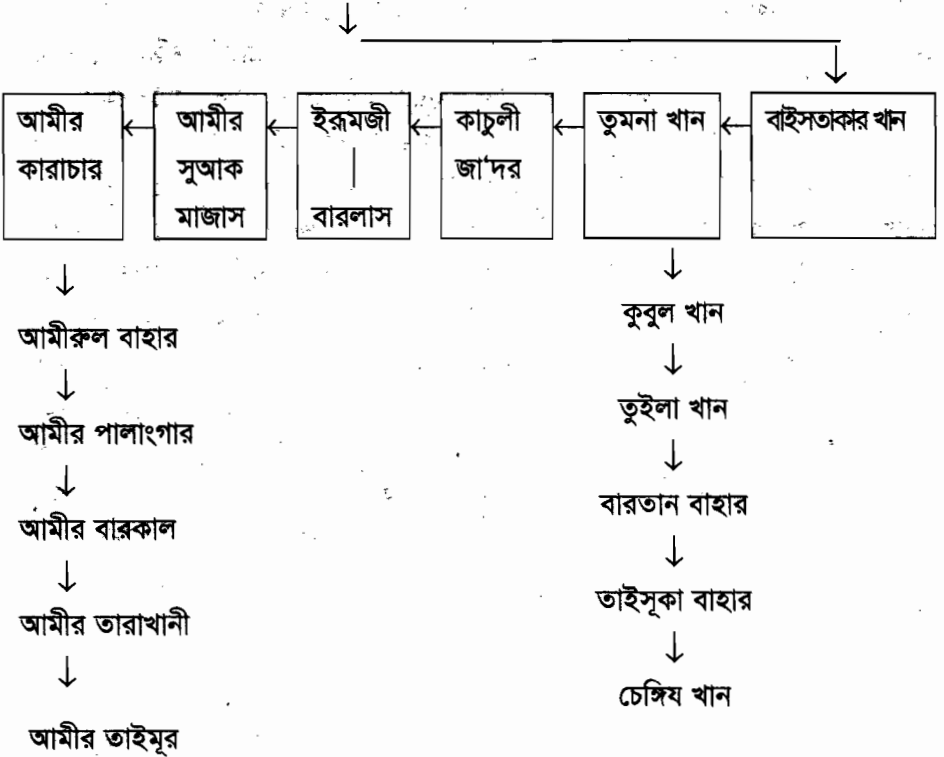 আমীর
কারাচার
আমীর
সুআক
মাজাস
ইরূমজী
বারলাস
কাচুলী
জা'দর
তুমনা খান
বাইসতাকার খান
আমীরুল বাহার
আমীর পালাংগার
আমীর বারকাল
আমীর তারাখানী
আমীর তাইমূর
কুবুল খান
তুইলা খান
বারতান বাহার
তাইসূকা বাহার
চেঙ্গিয খান